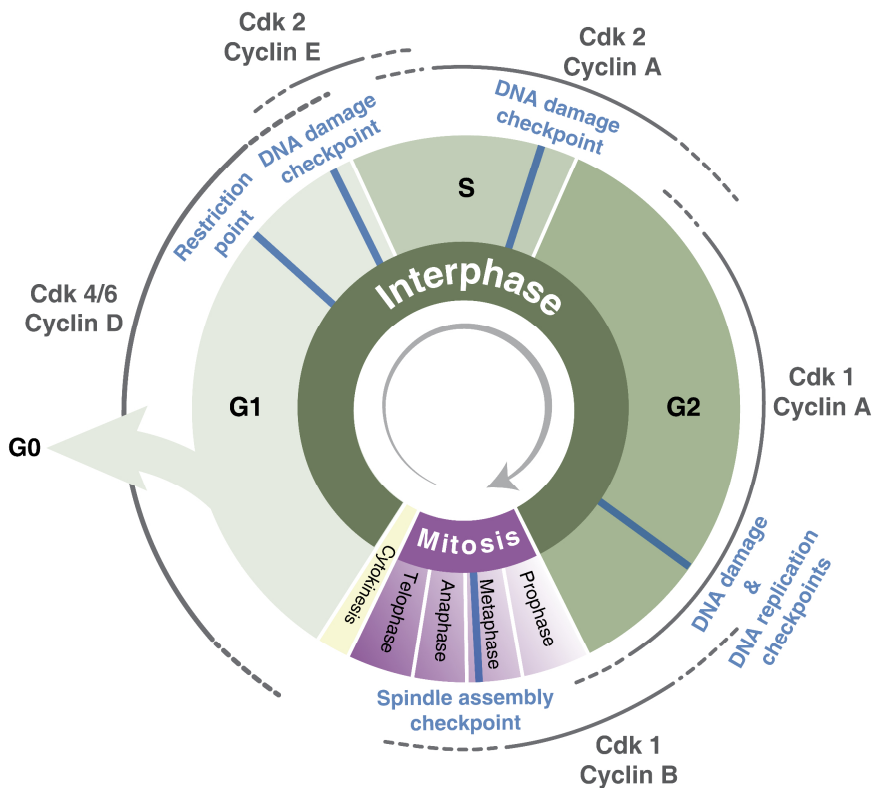 Cdk 2
Cyclin E
Cdk 2
Cyclin A
DNA damage
checkpoint
DNA damage
checkpoint
Restriction
point
S
Interphase
Cdk 4/6
Cyclin D
G1
G2
Cdk 1
Cyclin A
G0
Mitosis
Cytokinesis
Telophase
Anaphase
Metaphase
Prophase
DNA damage
&
DNA replication
checkpoints
Spindle assembly
checkpoint
Cdk 1
Cyclin B